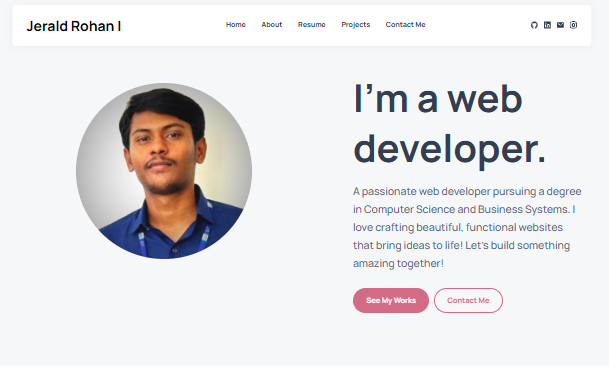 Jerald Rohan I
Home About Resume Projects Contact Me
I'm a web
developer.
A passionate web developer pursuing a degree
in Computer Science and Business Systems. I
love crafting beautiful, functional websites
that bring ideas to life! Let's build something
amazing together!
See My Works Contact Me